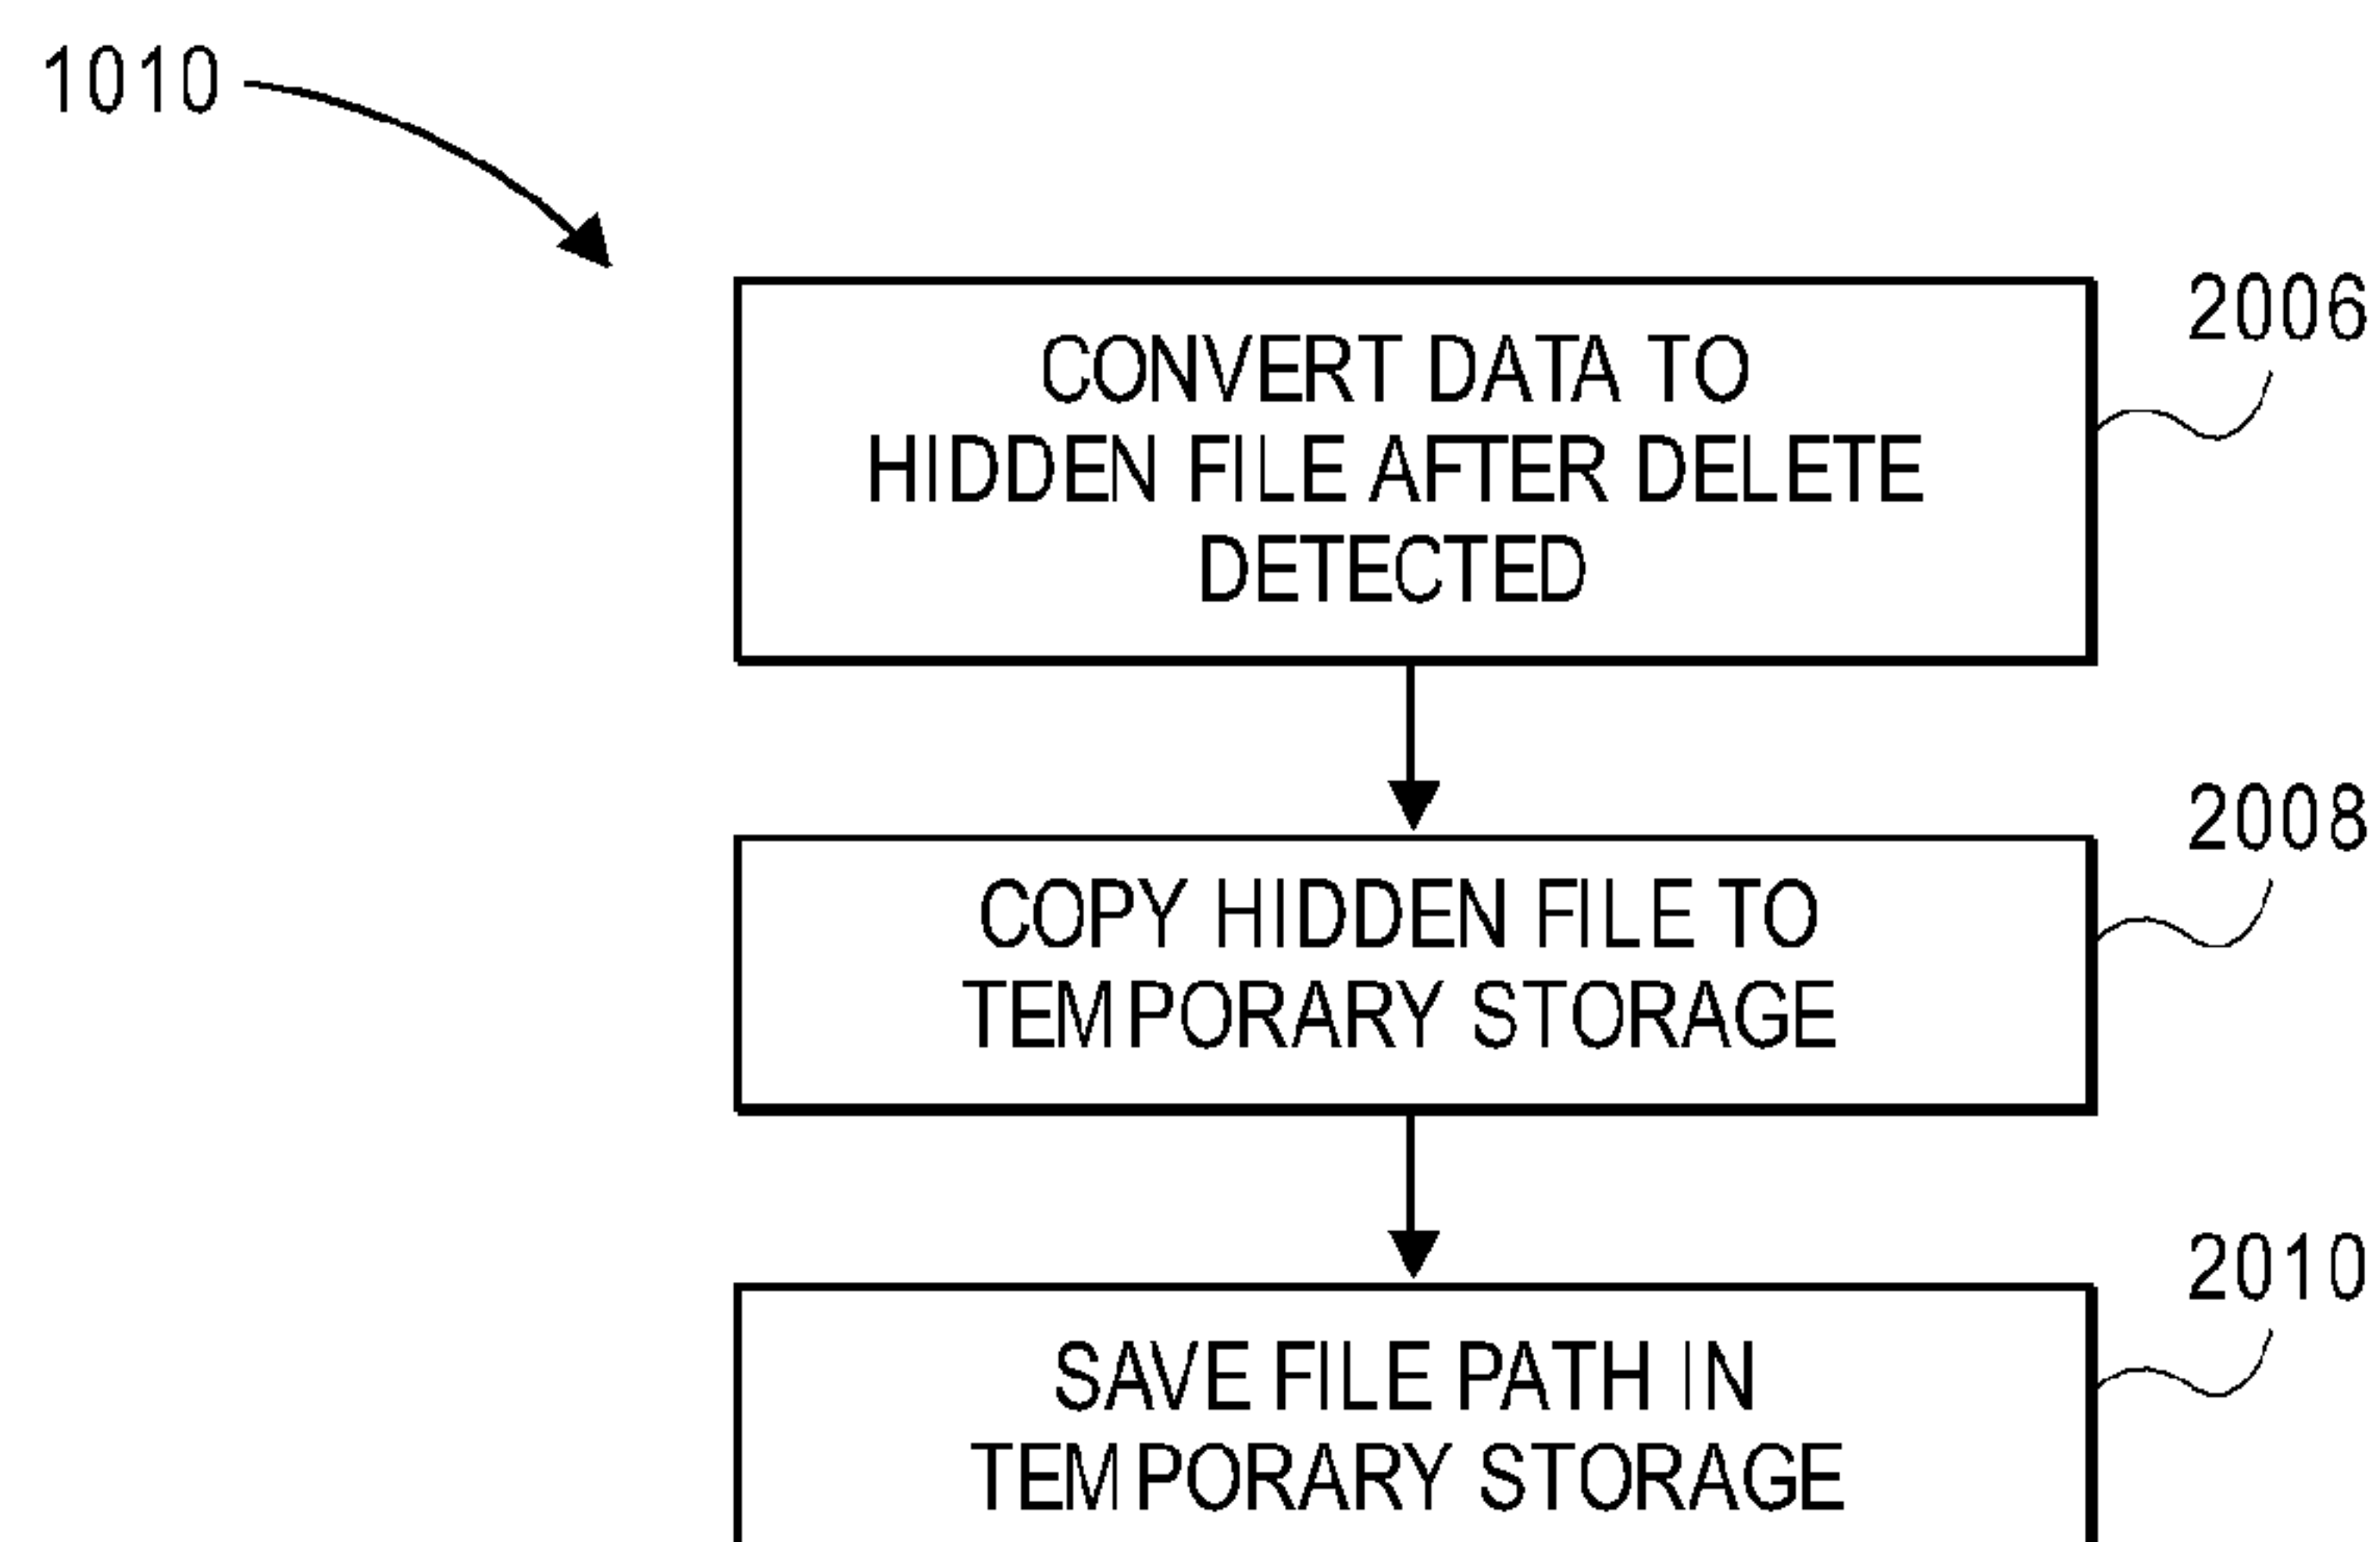 1010
2006
CONVERT DATA TO
HIDDEN FILE AFTER DELETE
DETECTED
2008
COPY HIDDEN FILE TO
TEMPORARY STORAGE
2010
SAVE FILE PATH IN
TEMPORARY STORAGE